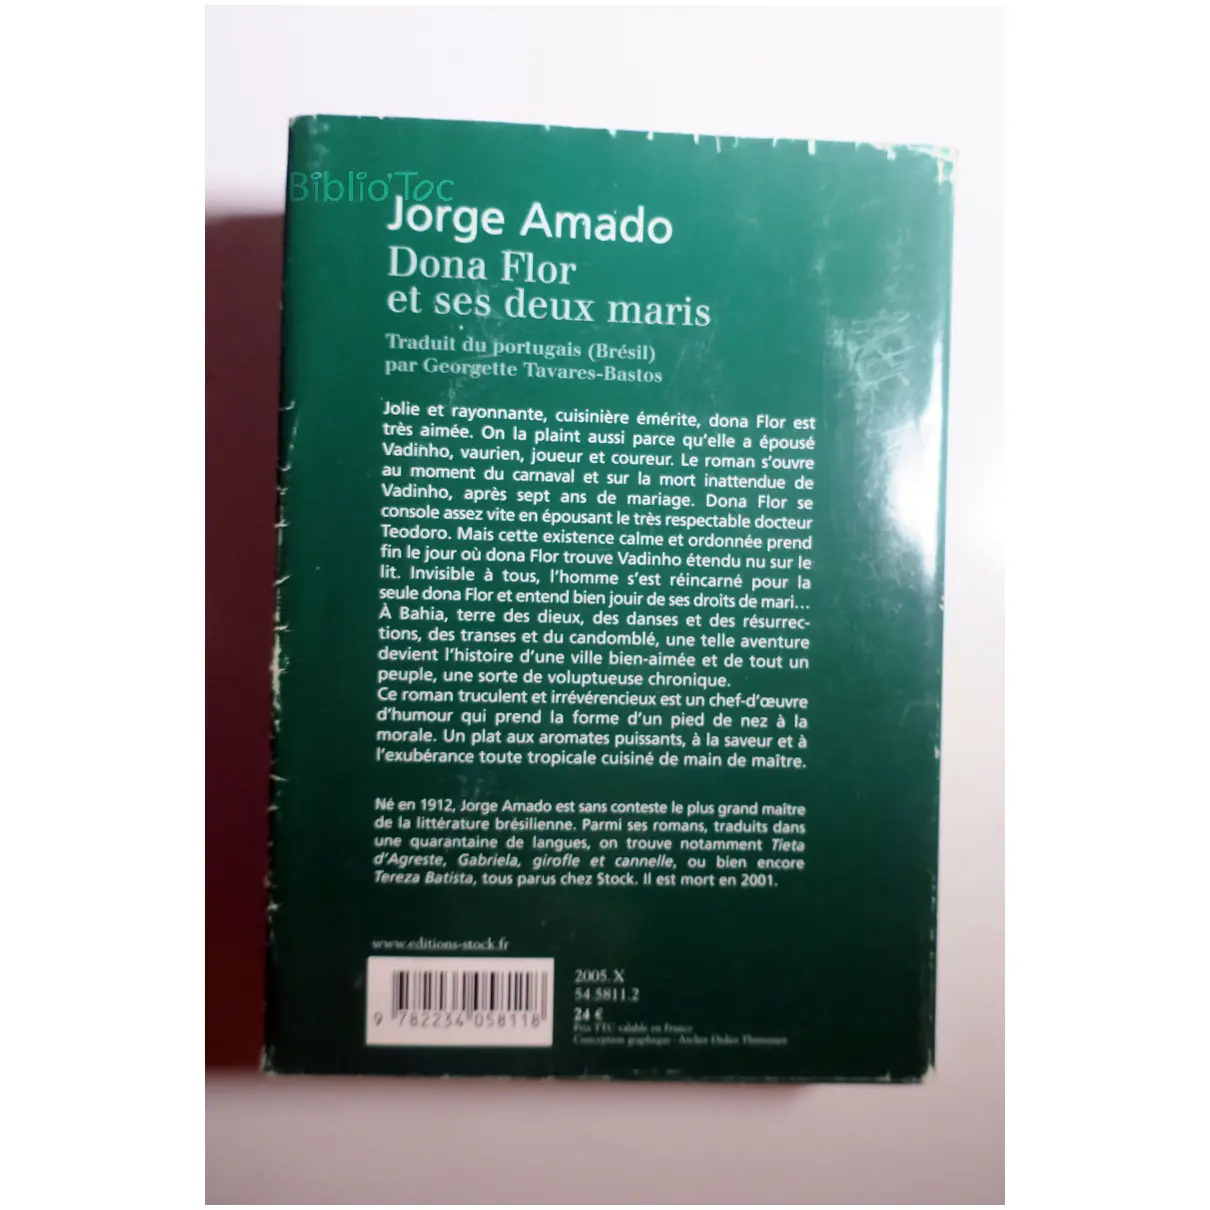 Biblio'Toc
Jorge Amado
Dona Flor
et ses deux maris
Traduit du portugais (Brésil)
par Georgette Tavares-Bastos
Jolie et rayonnante, cuisinière émérite, dona Flor est
très aimée. On la plaint aussi parce qu'elle a épousé
Vadinho, vaurien, joueur et coureur. Le roman s'ouvre
au moment du carnaval et sur la mort inattendue de
Vadinho, après sept ans de mariage. Dona Flor se
console assez vite en épousant le très respectable docteur
Teodoro. Mais cette existence calme et ordonnée prend
fin le jour où dona Flor trouve Vadinho étendu nu sur le
lit. Invisible à tous, l'homme s'est réincarné pour la
seule dona Flor et entend bien jouir de ses droits de mari…
À Bahia, terre des dieux, des danses et des résurrec-
tions, des transes et du candomblé, une telle aventure
devient l'histoire d'une ville bien-aimée et de tout un
peuple, une sorte de voluptueuse chronique.
Ce roman truculent et irrévérencieux est un chef-d'œuvre
d'humour qui prend la forme d'un pied de nez à la
morale. Un plat aux aromates puissants, à la saveur et à
l'exubérance toute tropicale cuisiné de main de maître.
Né en 1912, Jorge Amado est sans conteste le plus grand maître
de la littérature brésilienne. Parmi ses romans, traduits dans
une quarantaine de langues, on trouve notamment Tieta
d'Agreste, Gabriela, girofle et cannelle, ou bien encore
Tereza Batista, tous parus chez Stock. Il est mort en 2001.
www.editions-stock.fr
2005.X
54.5811.2
24 €
Prix TTC valable en France
Conception graphique : Atelier Didier
9 782234 058118